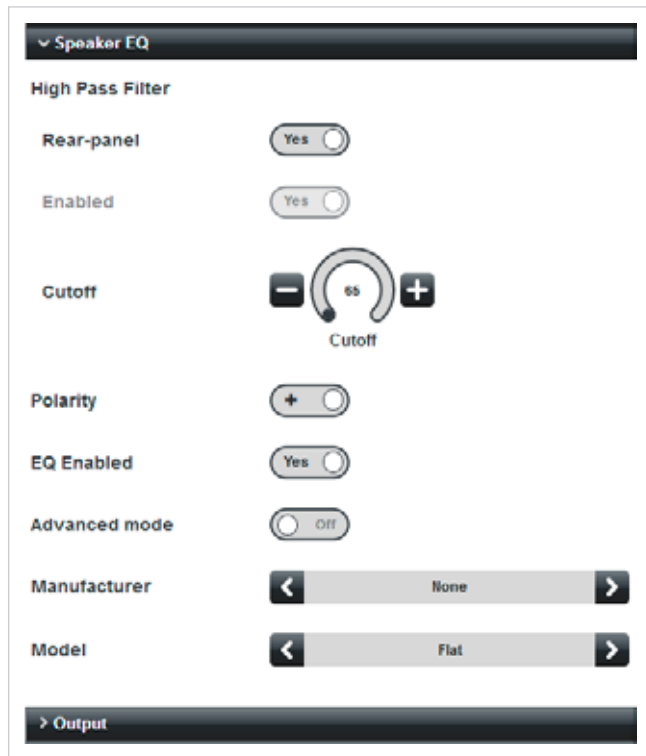 Speaker EQ
High Pass Filter
Rear-panel Yes
Enabled Yes
Cutoff 65
Cutoff
Polarity +
EQ Enabled Yes
Advanced mode Off
Manufacturer None
Model Flat
Output